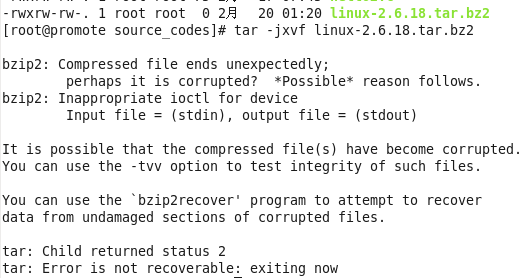 -rwxrw-rw-. 1 root root  0 2月   20 01:20 linux-2.6.18.tar.bz2
[root@promote source_codes]# tar -jxvf linux-2.6.18.tar.bz2
bzip2: Compressed file ends unexpectedly;
        perhaps it is corrupted?  *Possible* reason follows.
bzip2: Inappropriate ioctl for device
        Input file = (stdin), output file = (stdout)
It is possible that the compressed file(s) have become corrupted.
You can use the -tvv option to test integrity of such files.
You can use the `bzip2recover' program to attempt to recover
data from undamaged sections of corrupted files.
tar: Child returned status 2
tar: Error is not recoverable: exiting now